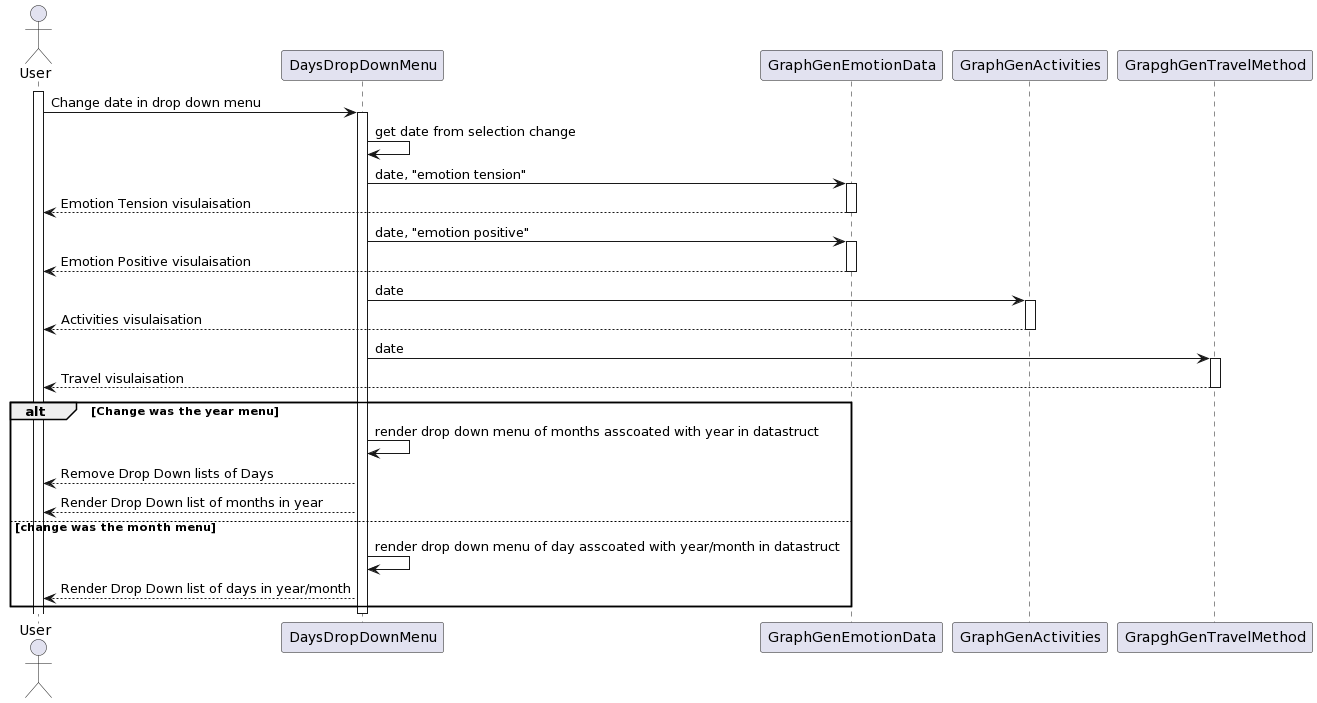 User
DaysDropDownMenu
GraphGenEmotionData
GraphGenActivities
GrapghGenTravelMethod
Change date in drop down menu
get date from selection change
date, "emotion tension"
Emotion Tension visulaisation
date, "emotion positive"
Emotion Positive visulaisation
date
Activities visulaisation
date
Travel visulaisation
alt [Change was the year menu]
render drop down menu of months asscoated with year in datastruct
Remove Drop Down lists of Days
Render Drop Down list of months in year
[change was the month menu]
render drop down menu of day asscoated with year/month in datastruct
Render Drop Down list of days in year/month
User
DaysDropDownMenu
GraphGenEmotionData
GraphGenActivities
GrapghGenTravelMethod